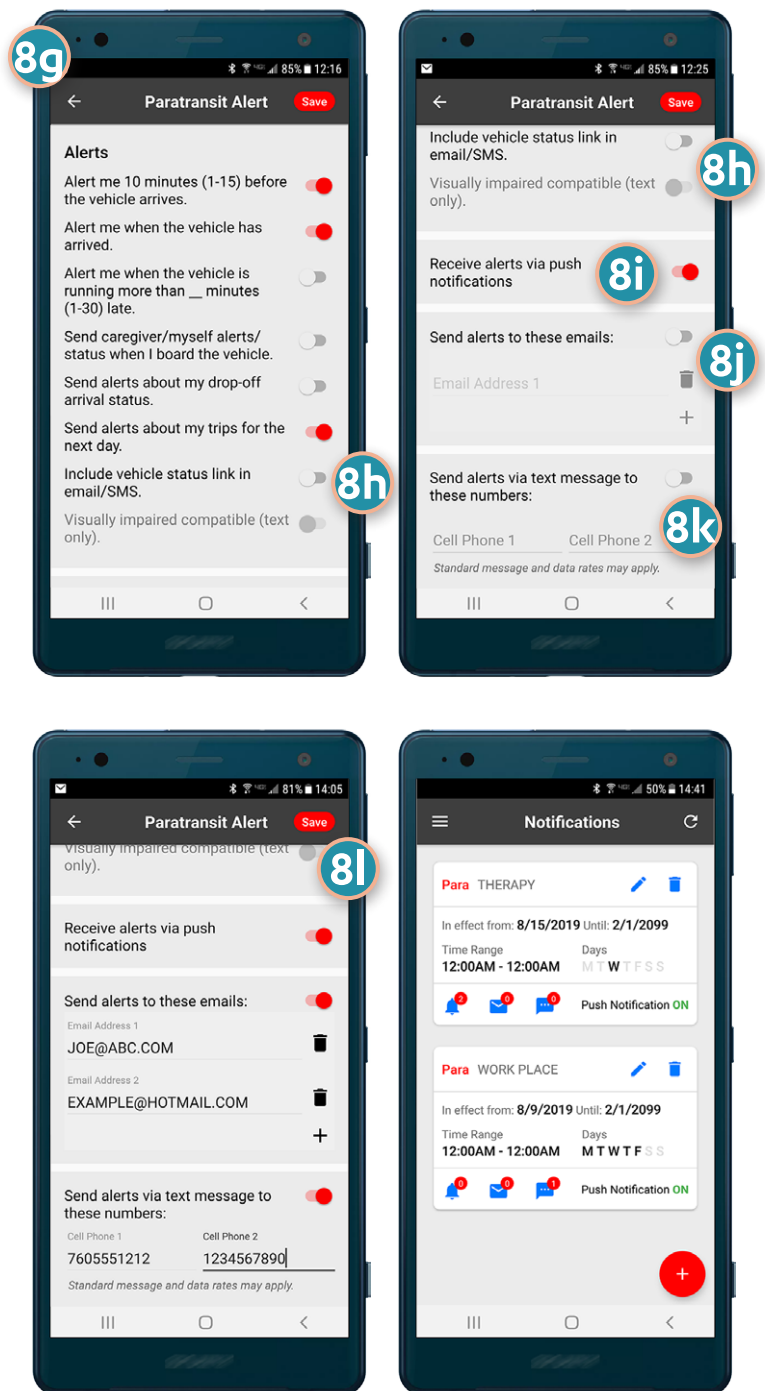 8g
85% 12:16
Paratransit Alert Save
Alerts
Alert me 10 minutes (1-15) before
the vehicle arrives.
Alert me when the vehicle has
arrived.
Alert me when the vehicle is
running more than __ minutes
(1-30) late.
Send caregiver/myself alerts/
status when I board the vehicle.
Send alerts about my drop-off
arrival status.
Send alerts about my trips for the
next day.
Include vehicle status link in
email/SMS.
8h
Visually impaired compatible (text
only).
85% 12:25
Paratransit Alert Save
Include vehicle status link in
email/SMS.
8h
Visually impaired compatible (text
only).
Receive alerts via push
notifications
8i
Send alerts to these emails:
8j
Email Address 1
Send alerts via text message to
these numbers:
8k
Cell Phone 1 Cell Phone 2
Standard message and data rates may apply.
81% 14:05
Paratransit Alert Save
Visually impaired compatible (text
only).
8l
Receive alerts via push
notifications
Send alerts to these emails:
Email Address 1
JOE@ABC.COM
Email Address 2
EXAMPLE@HOTMAIL.COM
Send alerts via text message to
these numbers:
Cell Phone 1 Cell Phone 2
7605551212 1234567890
Standard message and data rates may apply.
50% 14:41
Notifications
Para THERAPY
In effect from: 8/15/2019 Until: 2/1/2099
Time Range Days
12:00AM - 12:00AM M T W T F S S
2 0 0 Push Notification ON
Para WORK PLACE
In effect from: 8/9/2019 Until: 2/1/2099
Time Range Days
12:00AM - 12:00AM M T W T F S S
0 0 1 Push Notification ON